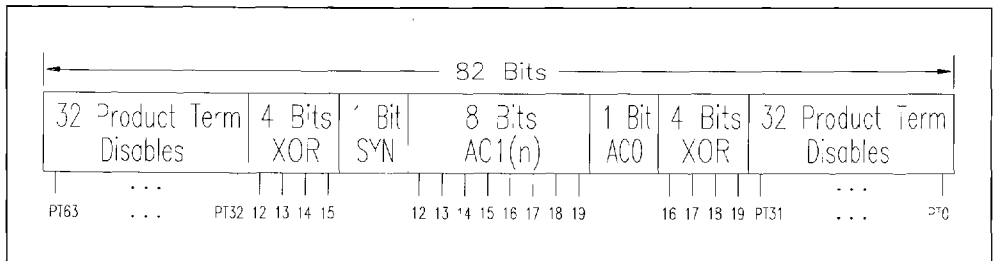 82 Bits
32 Product Term Disables
4 Bits XOR
1 Bit SYN
8 Bits AC1(n)
1 Bit AC0
4 Bits XOR
32 Product Term Disables
PT63 ... PT32 12 13 14 15 12 13 14 15 16 17 18 19 16 17 18 19 PT31 ... PT0